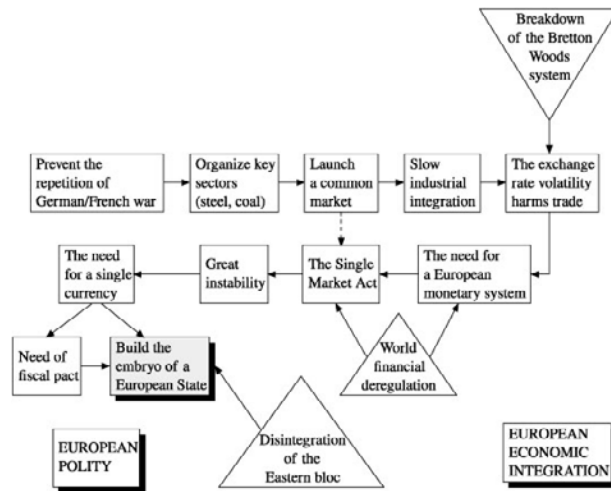 Breakdown
of the Bretton
Woods
system
Prevent the
repetition of
German/French war
Organize key
sectors
(steel, coal)
Launch
a common
market
Slow
industrial
integration
The exchange
rate volatility
harms trade
The need
for a single
currency
Great
instability
The Single
Market Act
The need for
a European
monetary system
Need of
fiscal pact
Build the
embryo of a
European State
World
financial
deregulation
Disintegration
of the
Eastern bloc
EUROPEAN
POLITY
EUROPEAN
ECONOMIC
INTEGRATION